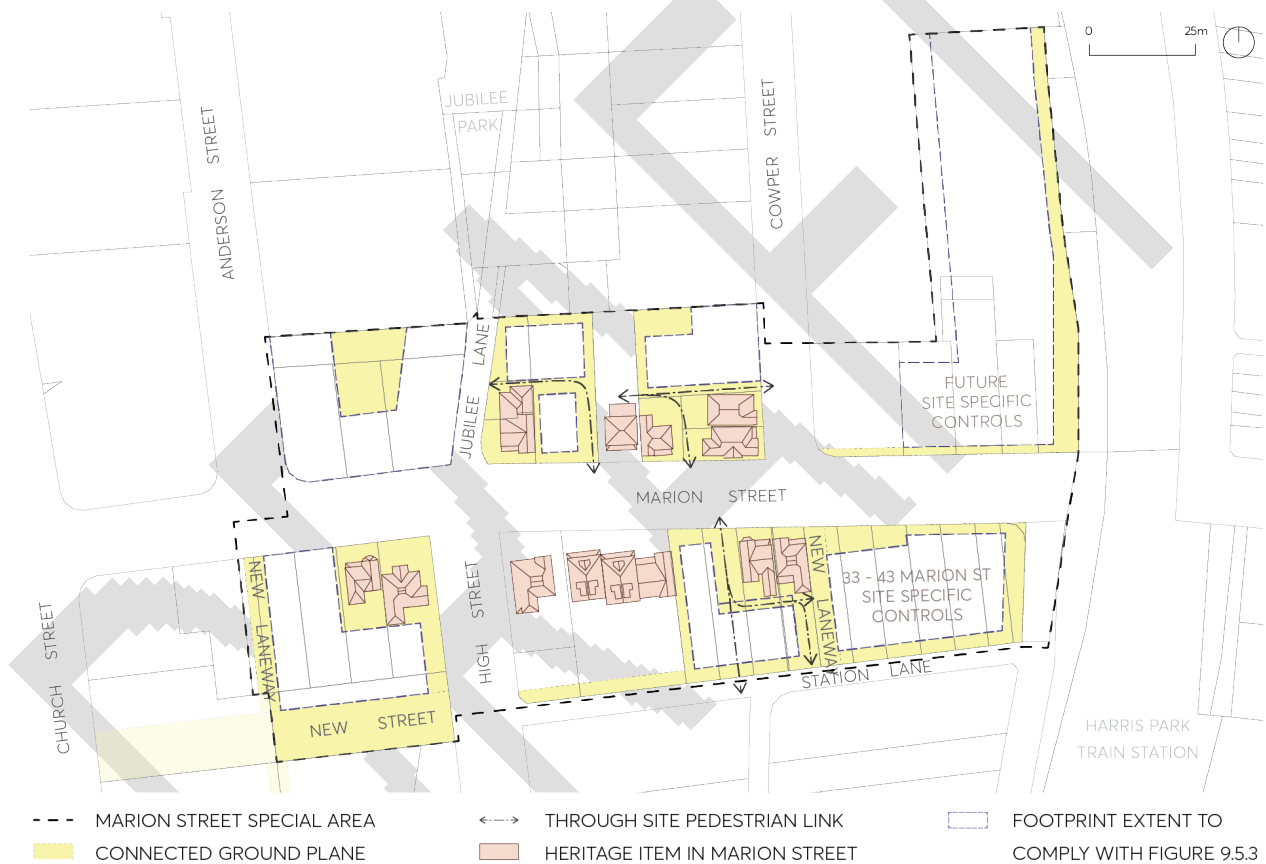 0 25m
JUBILEE
PARK
ANDERSON STREET
COWPER STREET
JUBILEE LANE
FUTURE
SITE SPECIFIC
CONTROLS
MARION STREET
NEW LANEWAY
NEW LANEWAY
33 - 43 MARION ST
SITE SPECIFIC
CONTROLS
CHURCH STREET
HIGH STREET
STATION LANE
NEW STREET
HARRIS PARK
TRAIN STATION
MARION STREET SPECIAL AREA
THROUGH SITE PEDESTRIAN LINK
FOOTPRINT EXTENT TO
CONNECTED GROUND PLANE
HERITAGE ITEM IN MARION STREET
COMPLY WITH FIGURE 9.5.3